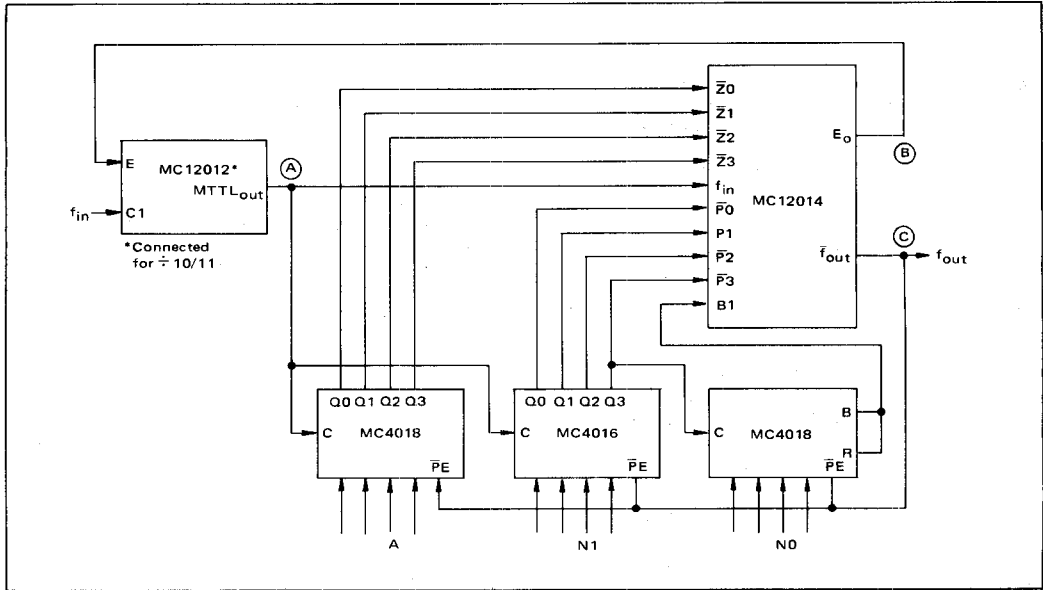 E
MC12012*
MTTLout
fin
C1
*Connected
for ÷ 10/11
A
Z̅0
Z̅1
Z̅2
Z̅3
fin
P̅0
P1
P̅2
P̅3
B1
MC12014
Eo
f̅out
B
C
fout
Q0 Q1 Q2 Q3
C
MC4018
P̅E
A
Q0 Q1 Q2 Q3
C
MC4016
P̅E
N1
C
MC4018
B
R
P̅E
N0